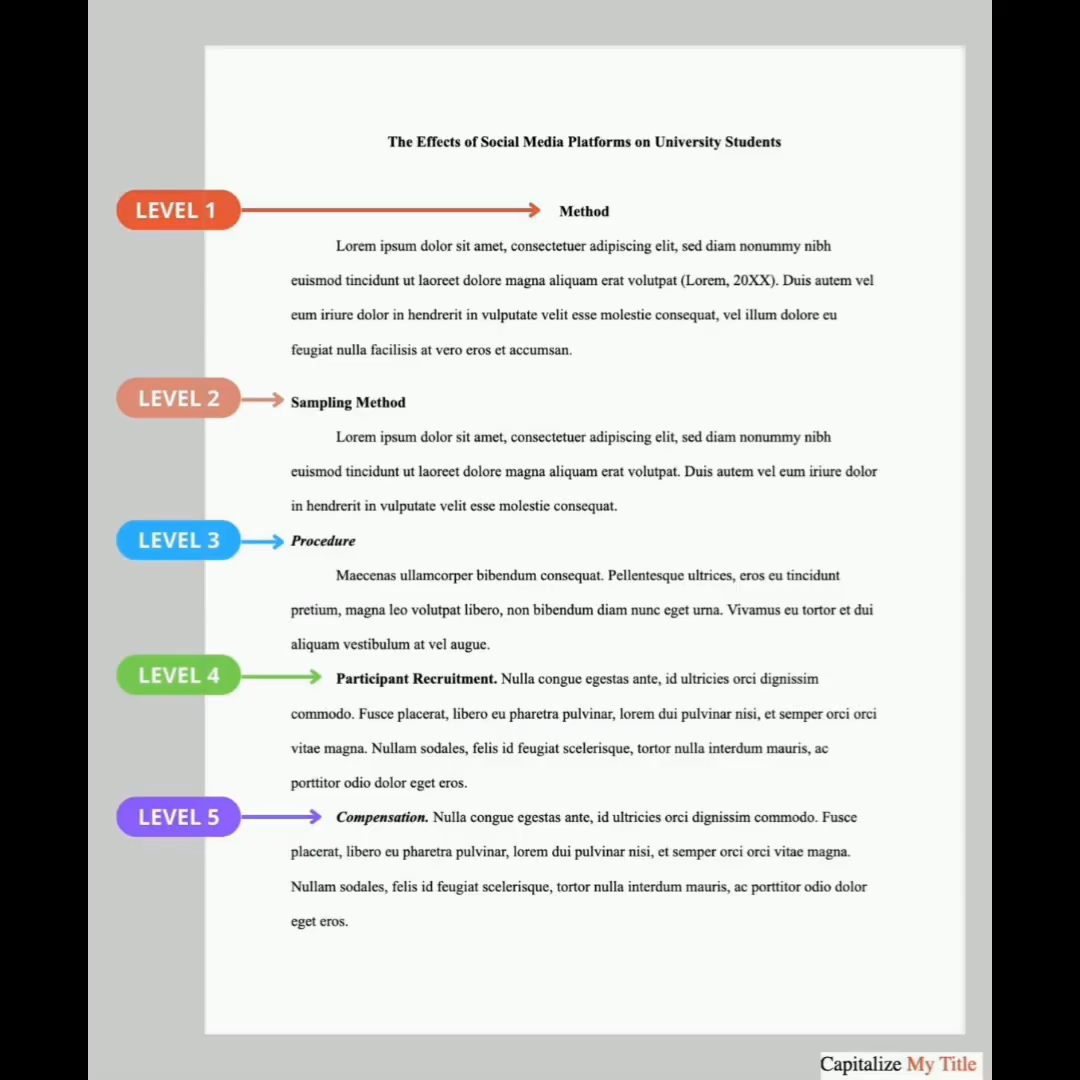 The Effects of Social Media Platforms on University Students
LEVEL 1
Method
Lorem ipsum dolor sit amet, consectetuer adipiscing elit, sed diam nonummy nibh
euismod tincidunt ut laoreet dolore magna aliquam erat volutpat (Lorem, 20XX). Duis autem vel
eum iriure dolor in hendrerit in vulputate velit esse molestie consequat, vel illum dolore eu
feugiat nulla facilisis at vero eros et accumsan.
LEVEL 2
Sampling Method
Lorem ipsum dolor sit amet, consectetuer adipiscing elit, sed diam nonummy nibh
euismod tincidunt ut laoreet dolore magna aliquam erat volutpat. Duis autem vel eum iriure dolor
in hendrerit in vulputate velit esse molestie consequat.
LEVEL 3
Procedure
Maecenas ullamcorper bibendum consequat. Pellentesque ultrices, eros eu tincidunt
pretium, magna leo volutpat libero, non bibendum diam nunc eget urna. Vivamus eu tortor et dui
aliquam vestibulum at vel augue.
LEVEL 4
Participant Recruitment. Nulla congue egestas ante, id ultricies orci dignissim
commodo. Fusce placerat, libero eu pharetra pulvinar, lorem dui pulvinar nisi, et semper orci orci
vitae magna. Nullam sodales, felis id feugiat scelerisque, tortor nulla interdum mauris, ac
porttitor odio dolor eget eros.
LEVEL 5
Compensation. Nulla congue egestas ante, id ultricies orci dignissim commodo. Fusce
placerat, libero eu pharetra pulvinar, lorem dui pulvinar nisi, et semper orci orci vitae magna.
Nullam sodales, felis id feugiat scelerisque, tortor nulla interdum mauris, ac porttitor odio dolor
eget eros.
Capitalize My Title